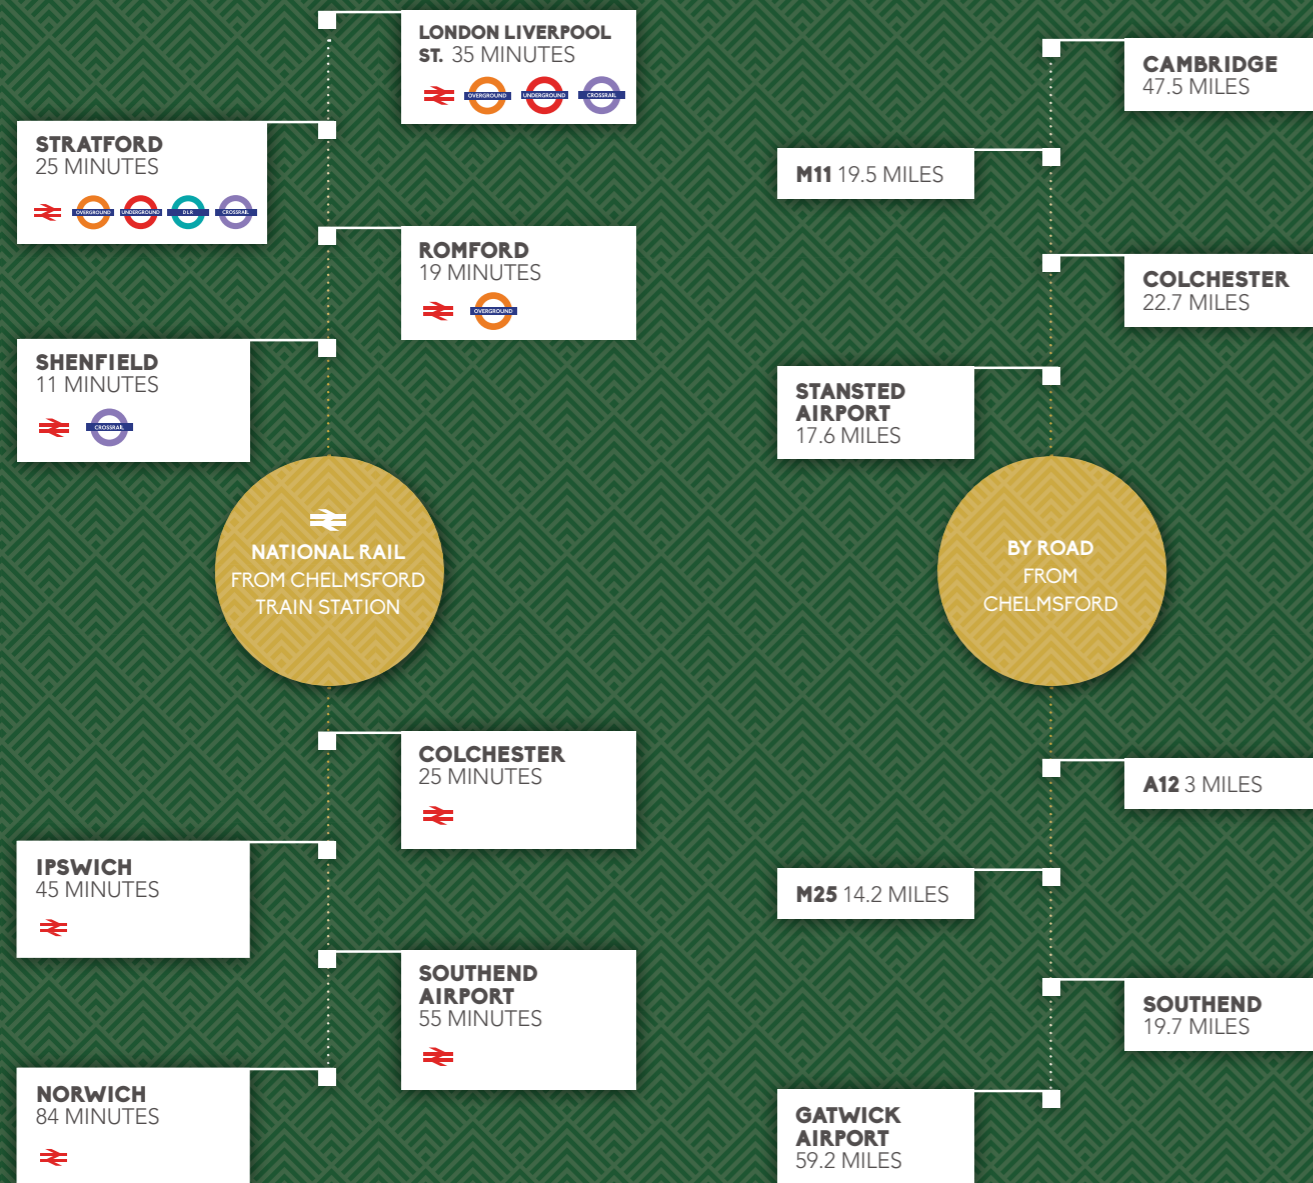 LONDON LIVERPOOL
ST. 35 MINUTES
OVERGROUND
UNDERGROUND
CROSSRAIL
STRATFORD
25 MINUTES
OVERGROUND
UNDERGROUND
DLR
CROSSRAIL
ROMFORD
19 MINUTES
OVERGROUND
SHENFIELD
11 MINUTES
CROSSRAIL
NATIONAL RAIL
FROM CHELMSFORD
TRAIN STATION
COLCHESTER
25 MINUTES
IPSWICH
45 MINUTES
SOUTHEND
AIRPORT
55 MINUTES
NORWICH
84 MINUTES
CAMBRIDGE
47.5 MILES
M11 19.5 MILES
COLCHESTER
22.7 MILES
STANSTED
AIRPORT
17.6 MILES
BY ROAD
FROM
CHELMSFORD
A12 3 MILES
M25 14.2 MILES
SOUTHEND
19.7 MILES
GATWICK
AIRPORT
59.2 MILES